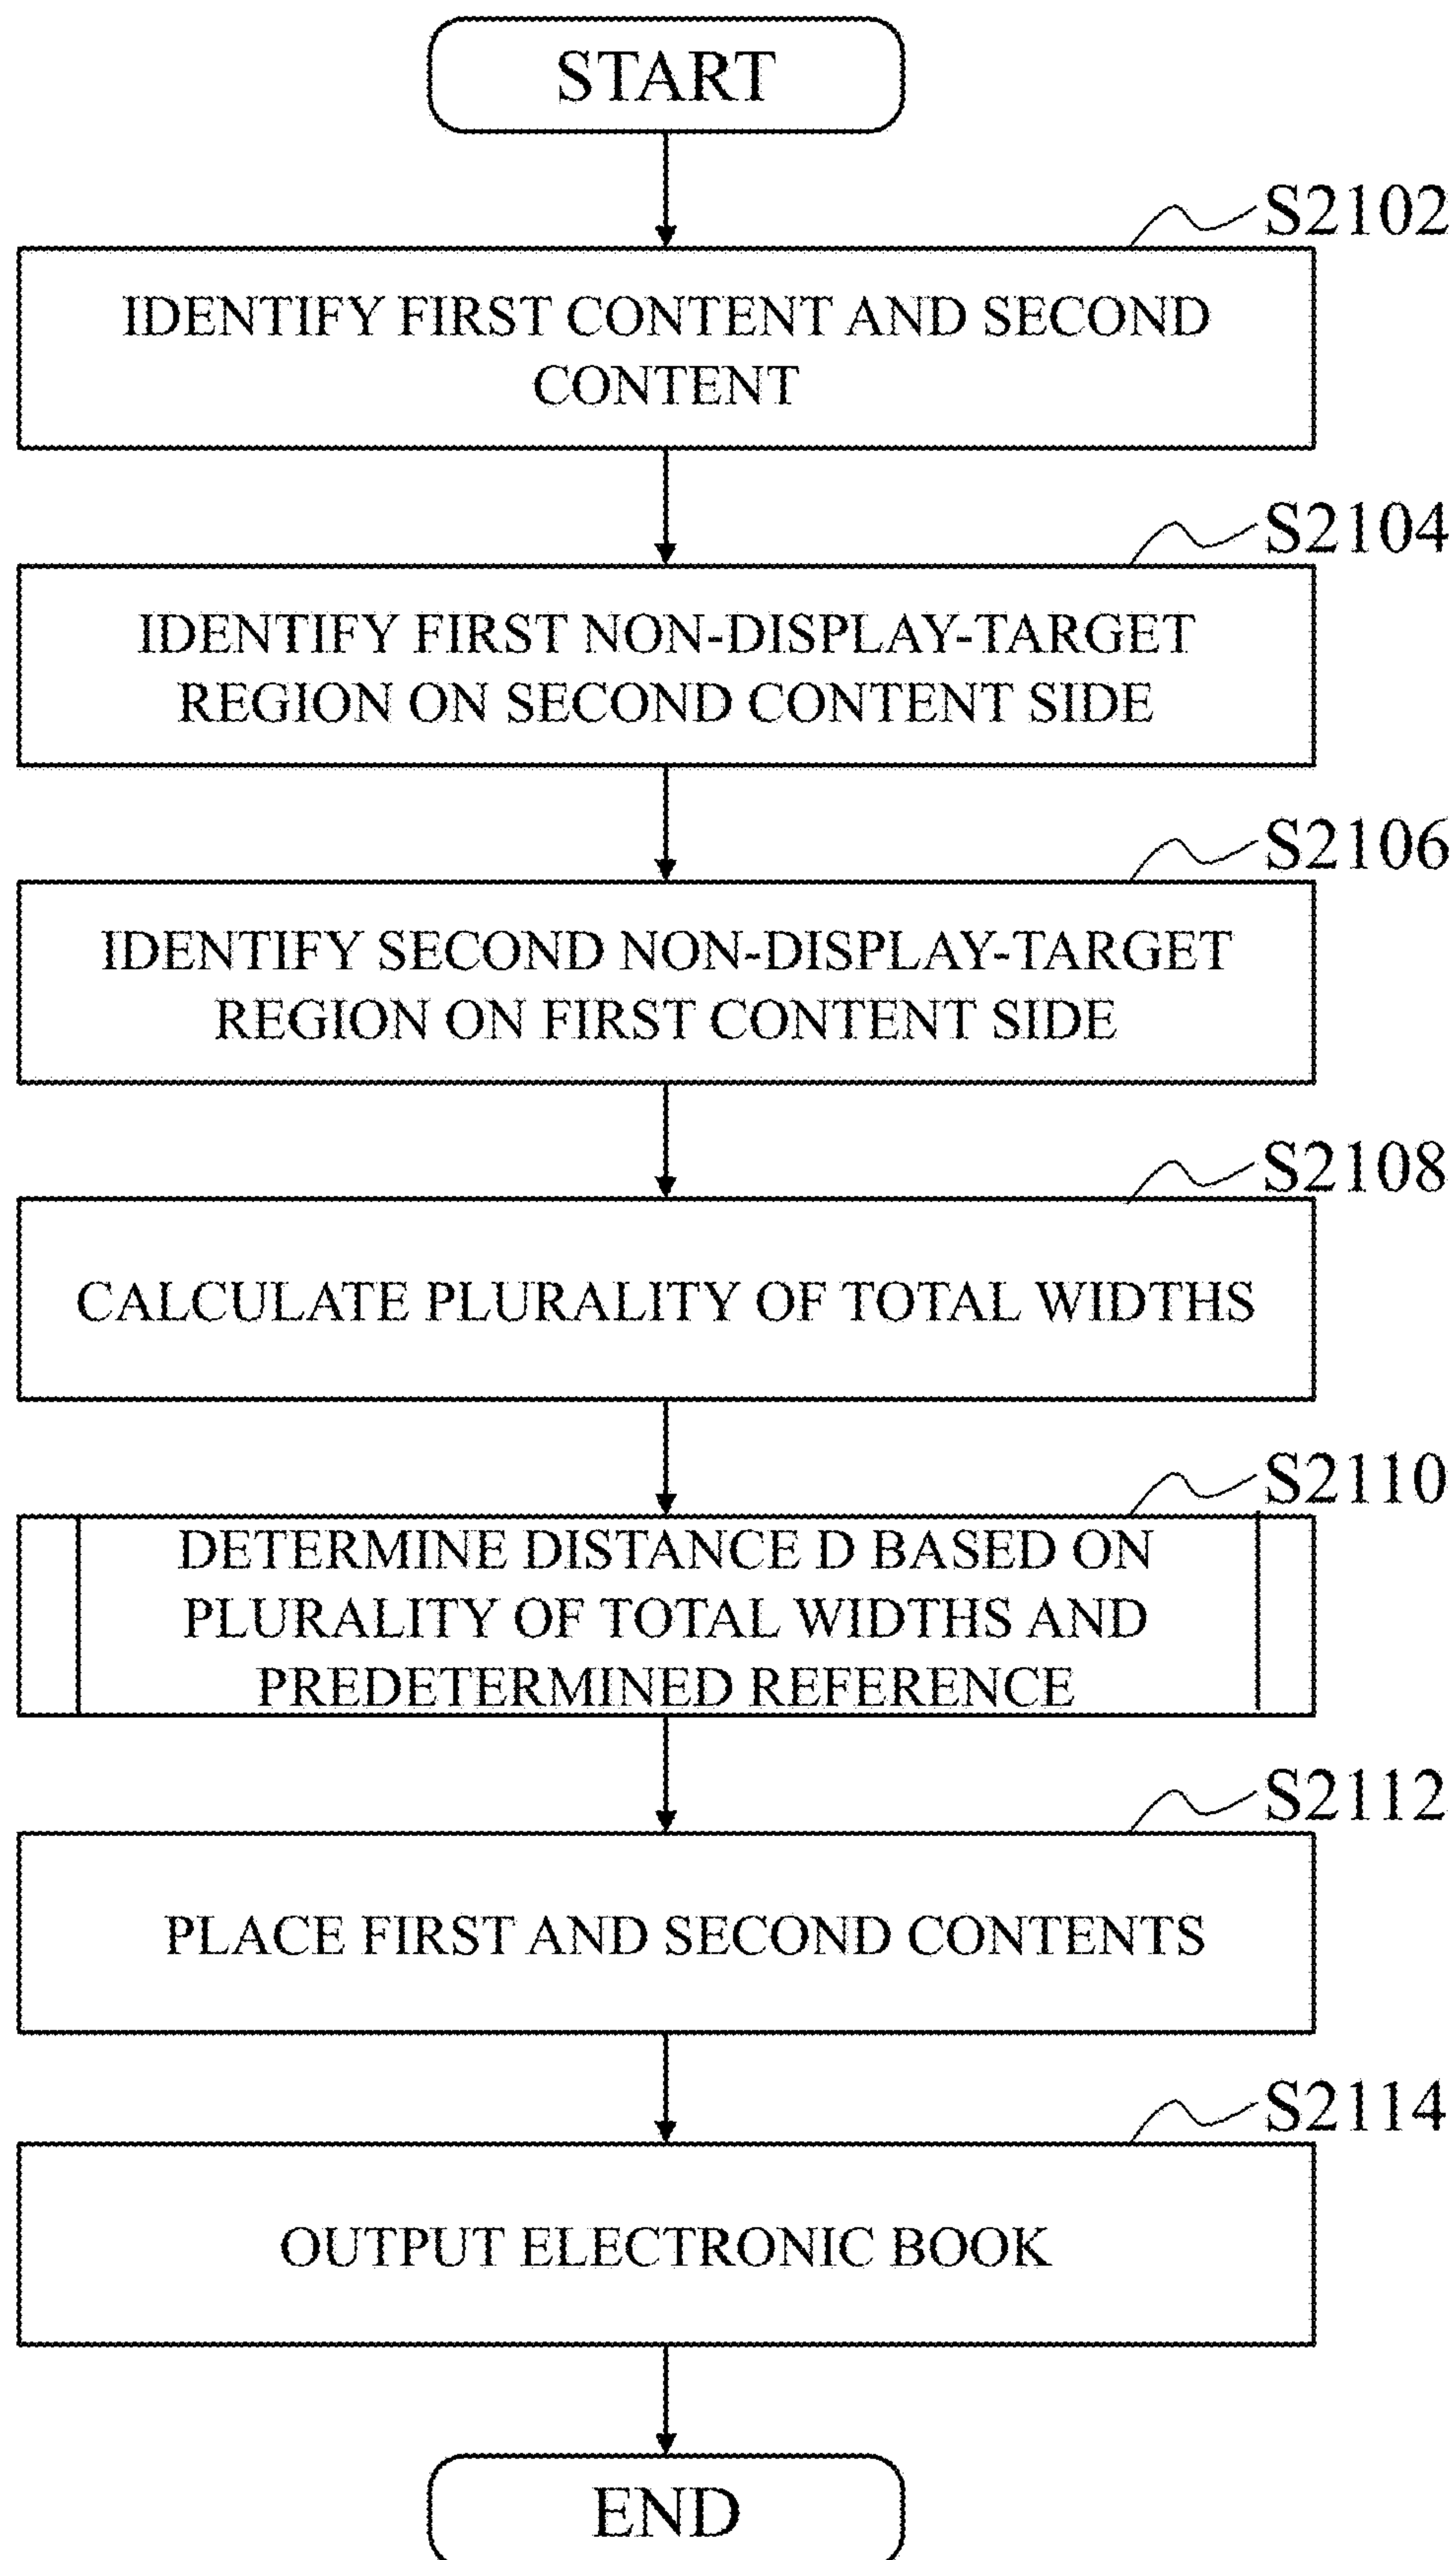 START
S2102
IDENTIFY FIRST CONTENT AND SECOND
CONTENT
S2104
IDENTIFY FIRST NON-DISPLAY-TARGET
REGION ON SECOND CONTENT SIDE
S2106
IDENTIFY SECOND NON-DISPLAY-TARGET
REGION ON FIRST CONTENT SIDE
S2108
CALCULATE PLURALITY OF TOTAL WIDTHS
S2110
DETERMINE DISTANCE D BASED ON
PLURALITY OF TOTAL WIDTHS AND
PREDETERMINED REFERENCE
S2112
PLACE FIRST AND SECOND CONTENTS
S2114
OUTPUT ELECTRONIC BOOK
END